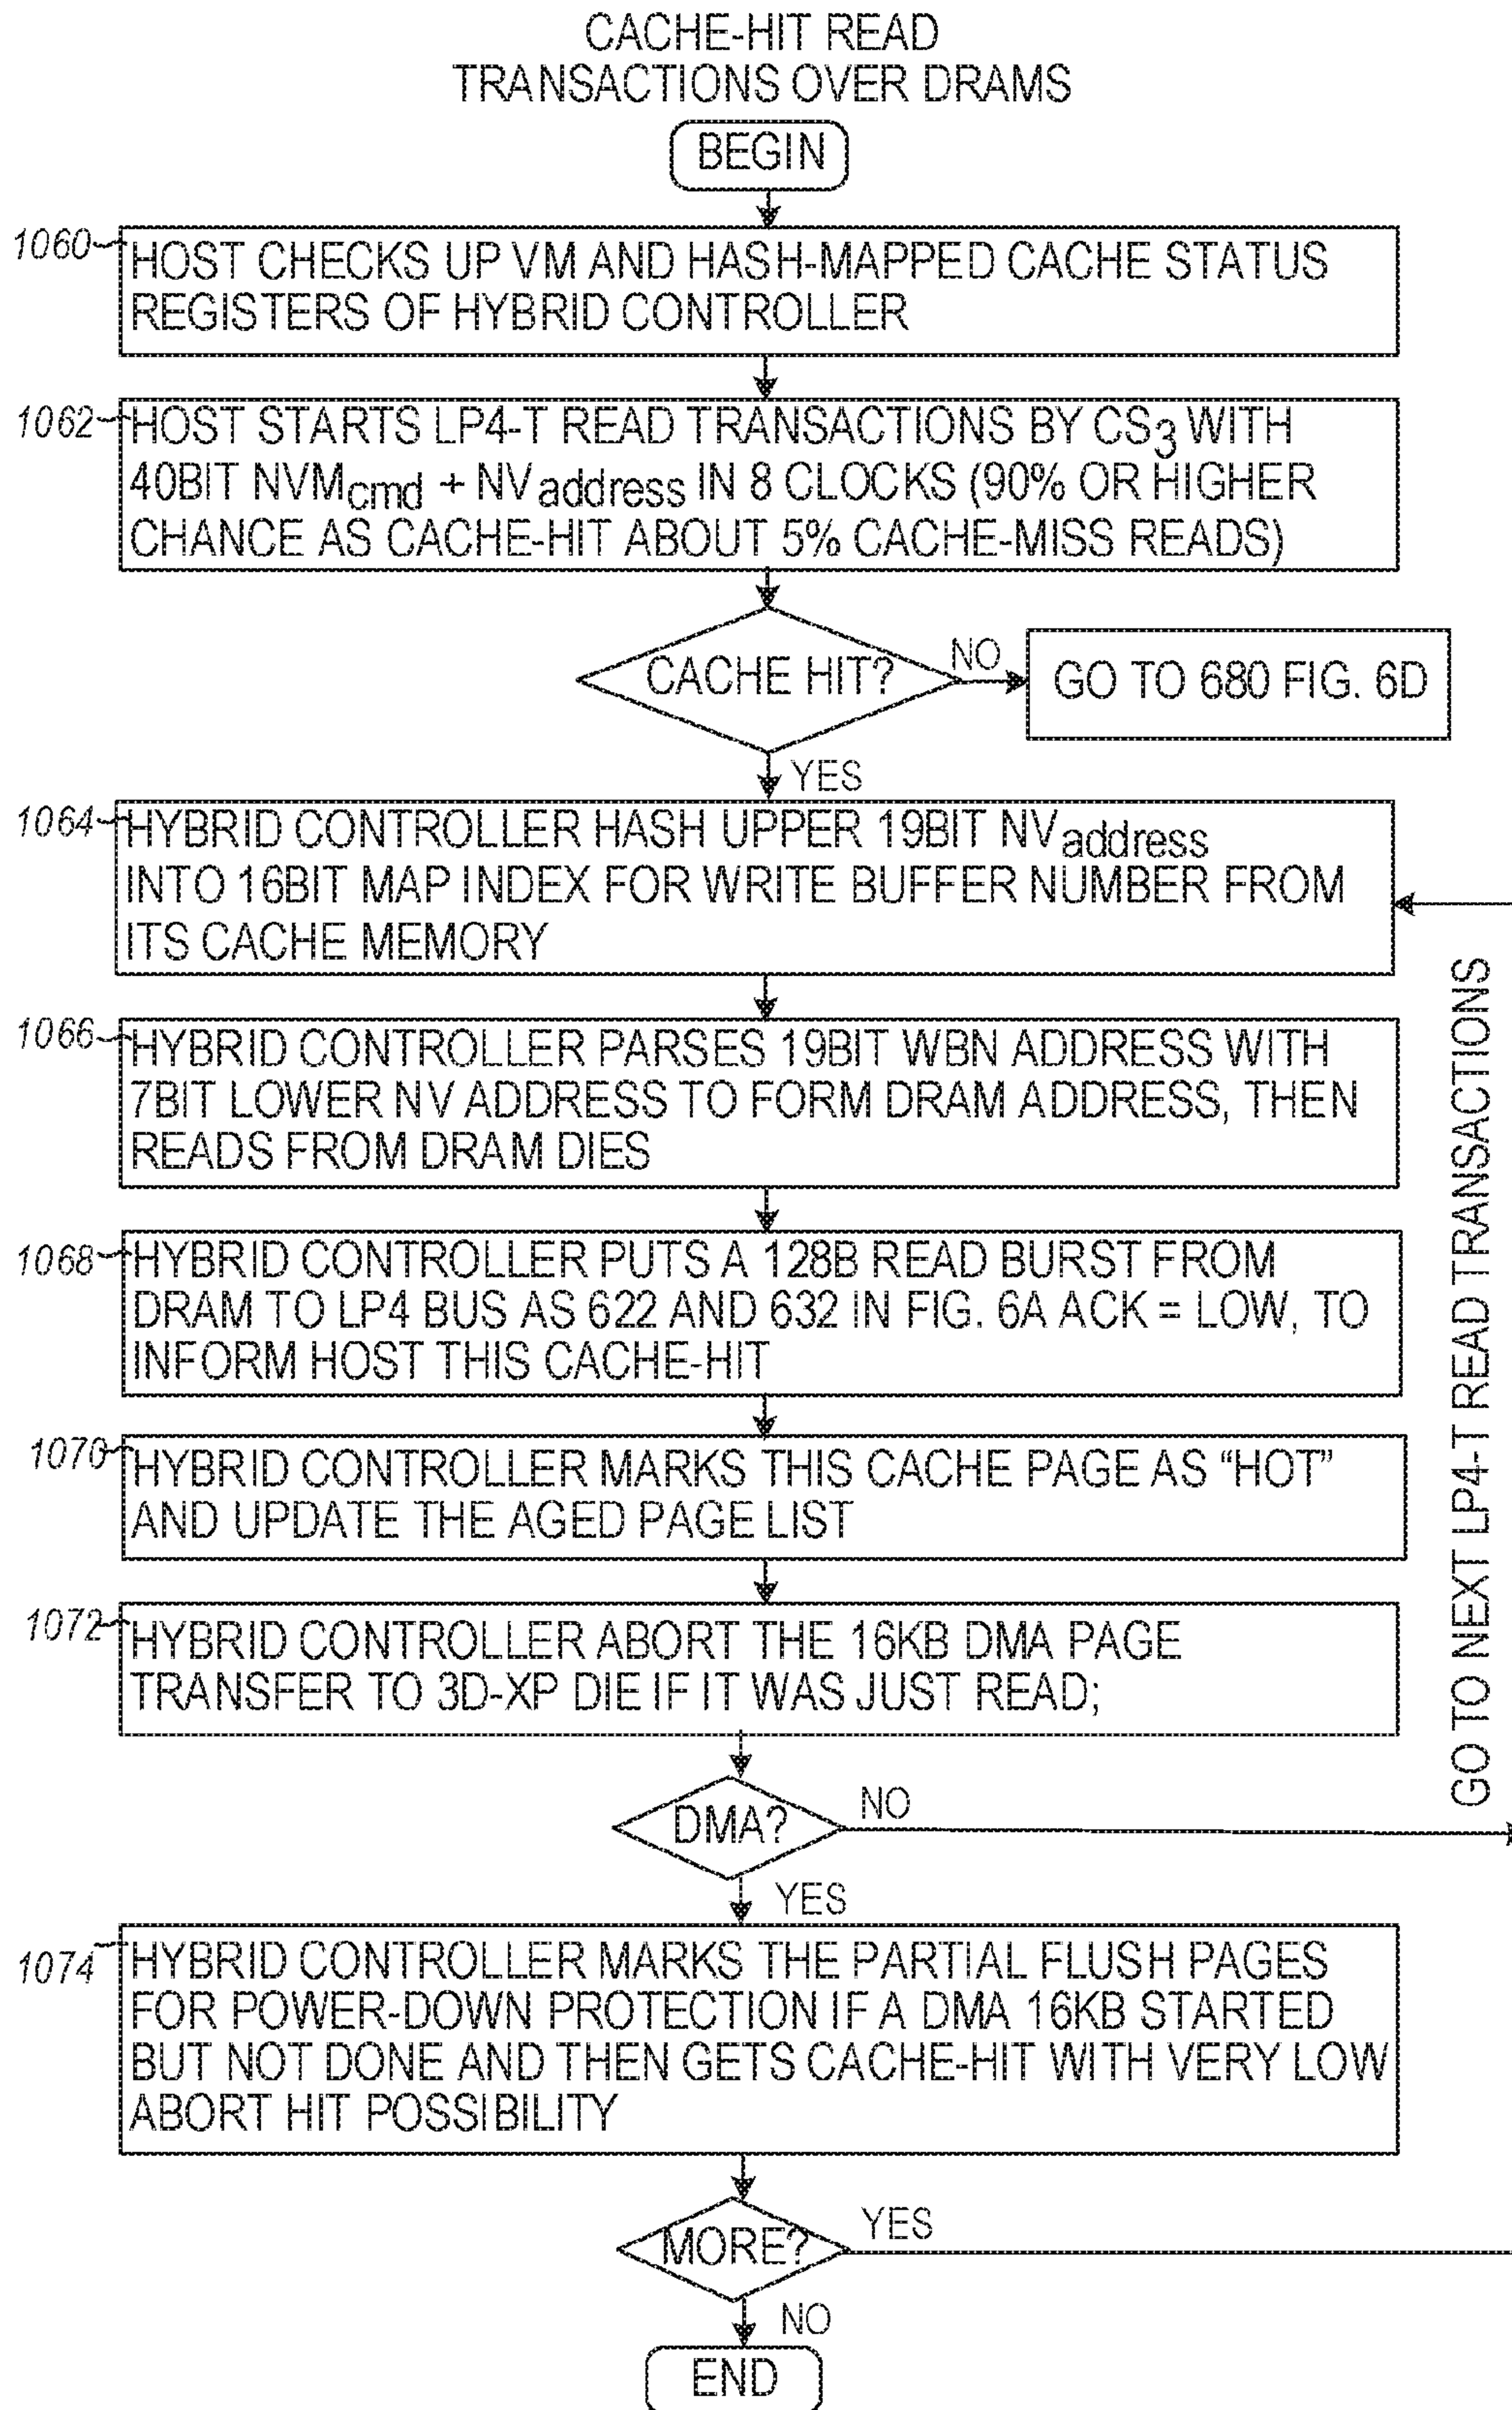 CACHE-HIT READ
TRANSACTIONS OVER DRAMS
BEGIN
1060
HOST CHECKS UP VM AND HASH-MAPPED CACHE STATUS
REGISTERS OF HYBRID CONTROLLER
1062
HOST STARTS LP4-T READ TRANSACTIONS BY CS3 WITH
40BIT NVMcmd + NVaddress IN 8 CLOCKS (90% OR HIGHER
CHANCE AS CACHE-HIT ABOUT 5% CACHE-MISS READS)
CACHE HIT?
NO
GO TO 680 FIG. 6D
YES
1064
HYBRID CONTROLLER HASH UPPER 19BIT NVaddress
INTO 16BIT MAP INDEX FOR WRITE BUFFER NUMBER FROM
ITS CACHE MEMORY
1066
HYBRID CONTROLLER PARSES 19BIT WBN ADDRESS WITH
7BIT LOWER NV ADDRESS TO FORM DRAM ADDRESS, THEN
READS FROM DRAM DIES
1068
HYBRID CONTROLLER PUTS A 128B READ BURST FROM
DRAM TO LP4 BUS AS 622 AND 632 IN FIG. 6A ACK = LOW, TO
INFORM HOST THIS CACHE-HIT
1070
HYBRID CONTROLLER MARKS THIS CACHE PAGE AS “HOT”
AND UPDATE THE AGED PAGE LIST
1072
HYBRID CONTROLLER ABORT THE 16KB DMA PAGE
TRANSFER TO 3D-XP DIE IF IT WAS JUST READ;
DMA?
NO
GO TO NEXT LP4-T READ TRANSACTIONS
YES
1074
HYBRID CONTROLLER MARKS THE PARTIAL FLUSH PAGES
FOR POWER-DOWN PROTECTION IF A DMA 16KB STARTED
BUT NOT DONE AND THEN GETS CACHE-HIT WITH VERY LOW
ABORT HIT POSSIBILITY
MORE?
YES
NO
END